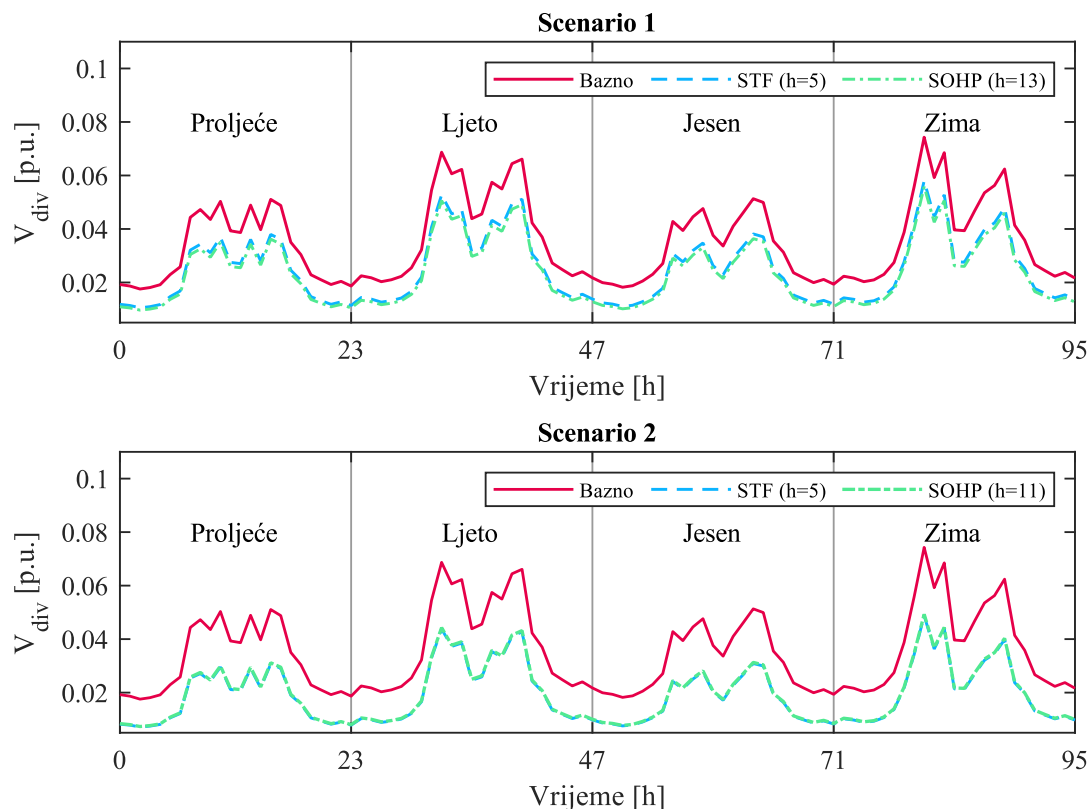 Scenario 1
0.1
Bazno STF (h=5) SOHP (h=13)
0.08
Proljeće Ljeto Jesen Zima
0.06
0.04
0.02
V_div [p.u.]
0 23 47 71 95
Vrijeme [h]
Scenario 2
0.1
Bazno STF (h=5) SOHP (h=11)
0.08
Proljeće Ljeto Jesen Zima
0.06
0.04
0.02
V_div [p.u.]
0 23 47 71 95
Vrijeme [h]